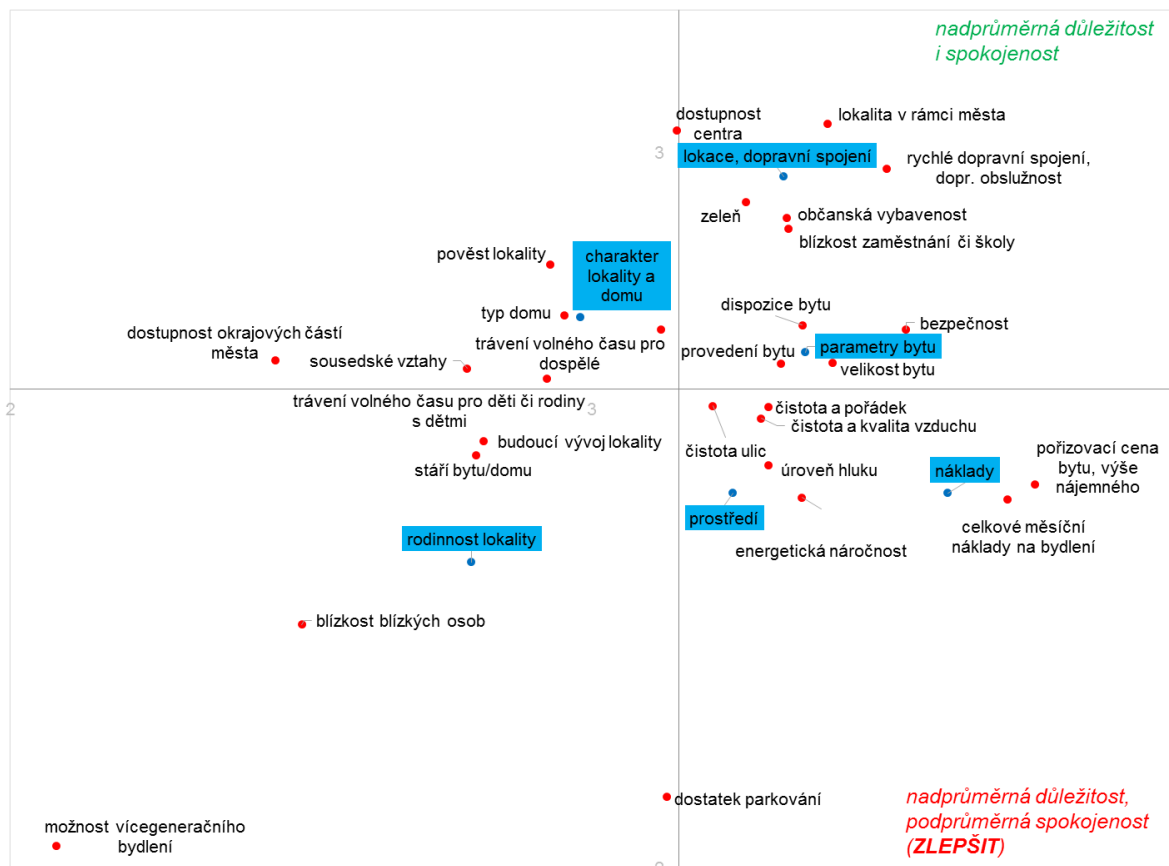 nadprůměrná důležitost
i spokojenost
dostupnost
centra
lokalita v rámci města
3
lokace, dopravní spojení
rychlé dopravní spojení,
dopr. obslužnost
zeleň
občanská vybavenost
blízkost zaměstnání či školy
pověst lokality
charakter
lokality a
domu
typ domu
dispozice bytu
bezpečnost
dostupnost okrajových částí
města
sousedské vztahy
trávení volného času pro
dospělé
provedení bytu
parametry bytu
velikost bytu
2
3
trávení volného času pro děti či rodiny
s dětmi
čistota a pořádek
čistota a kvalita vzduchu
budoucí vývoj lokality
čistota ulic
stáří bytu/domu
úroveň hluku
náklady
pořizovací cena
bytu, výše
nájemného
prostředí
rodinnost lokality
energetická náročnost
celkové měsíční
náklady na bydlení
blízkost blízkých osob
dostatek parkování
nadprůměrná důležitost,
podprůměrná spokojenost
(ZLEPŠIT)
možnost vícegeneračního
bydlení